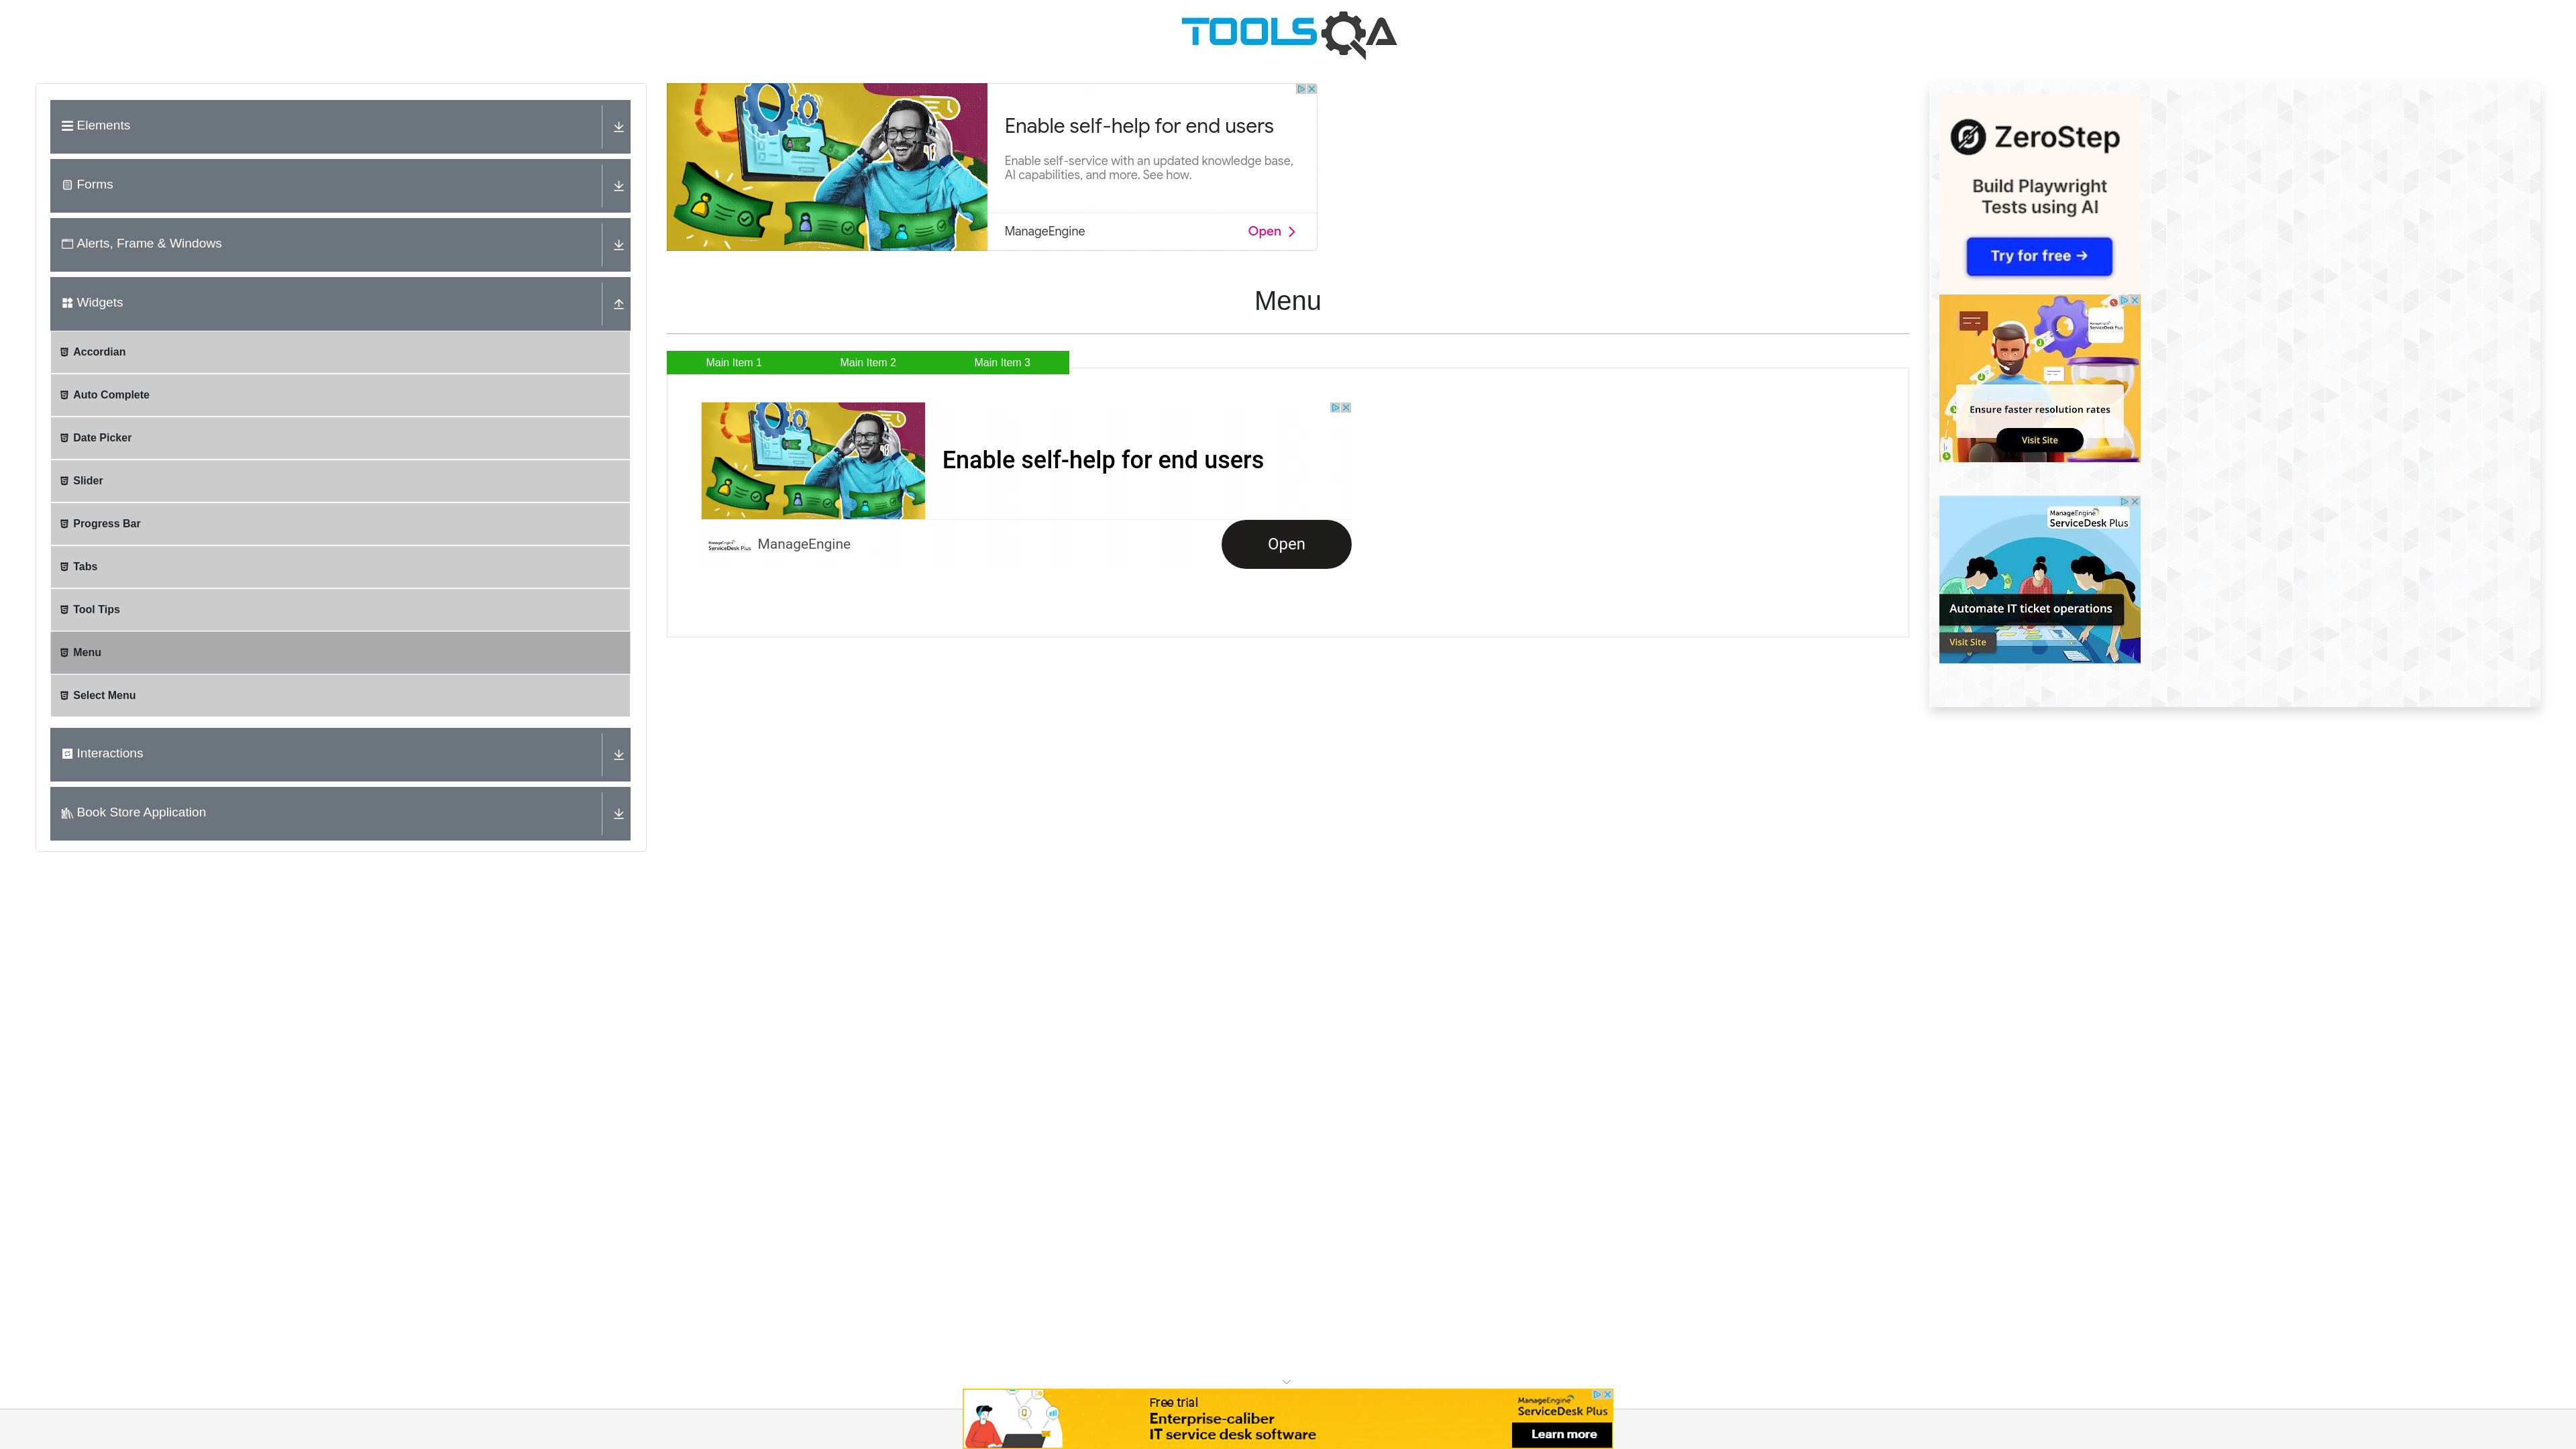 TOOLSQA
Elements
Forms
Alerts, Frame & Windows
Widgets
Accordian
Auto Complete
Date Picker
Slider
Progress Bar
Tabs
Tool Tips
Menu
Select Menu
Interactions
Book Store Application
Enable self-help for end users
Enable self-service with an updated knowledge base,
AI capabilities, and more. See how.
ManageEngine
Open
Menu
Main Item 1
Main Item 2
Main Item 3
Enable self-help for end users
ManageEngine
ServiceDesk Plus
ManageEngine
Open
ZeroStep
Build Playwright
Tests using AI
Try for free →
ManageEngine
ServiceDesk Plus
Ensure faster resolution rates
Visit Site
ManageEngine
ServiceDesk Plus
Automate IT ticket operations
Visit Site
Free trial
Enterprise-caliber
IT service desk software
ManageEngine
ServiceDesk Plus
Learn more